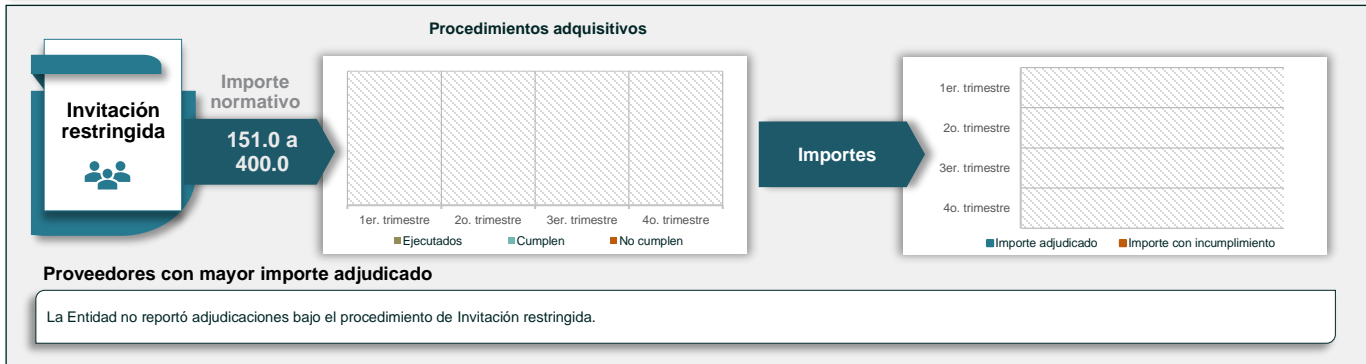 Procedimientos adquisitivos
Invitación
restringida
Importe
normativo
151.0 a
400.0
1er. trimestre 2o. trimestre 3er. trimestre 4o. trimestre
Ejecutados Cumplen No cumplen
Importes
1er. trimestre
2o. trimestre
3er. trimestre
4o. trimestre
Importe adjudicado Importe con incumplimiento
Proveedores con mayor importe adjudicado
La Entidad no reportó adjudicaciones bajo el procedimiento de Invitación restringida.